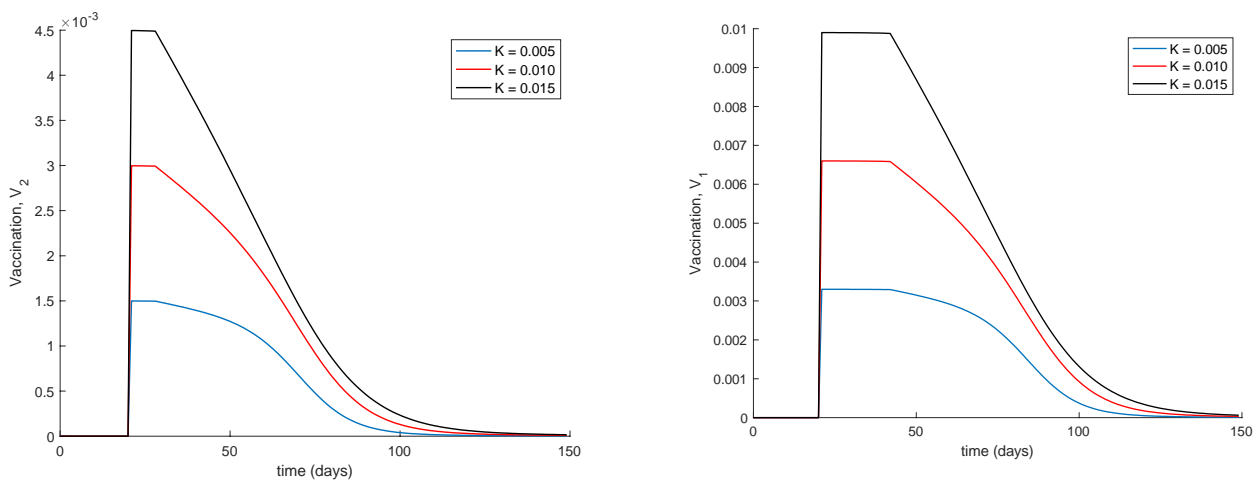 ×10⁻³
4.5
4
3.5
3
2.5
2
1.5
1
0.5
0
Vaccination, V₂
0 50 100 150
time (days)
K = 0.005
K = 0.010
K = 0.015
0.01
0.009
0.008
0.007
0.006
0.005
0.004
0.003
0.002
0.001
0
Vaccination, V₁
0 50 100 150
time (days)
K = 0.005
K = 0.010
K = 0.015